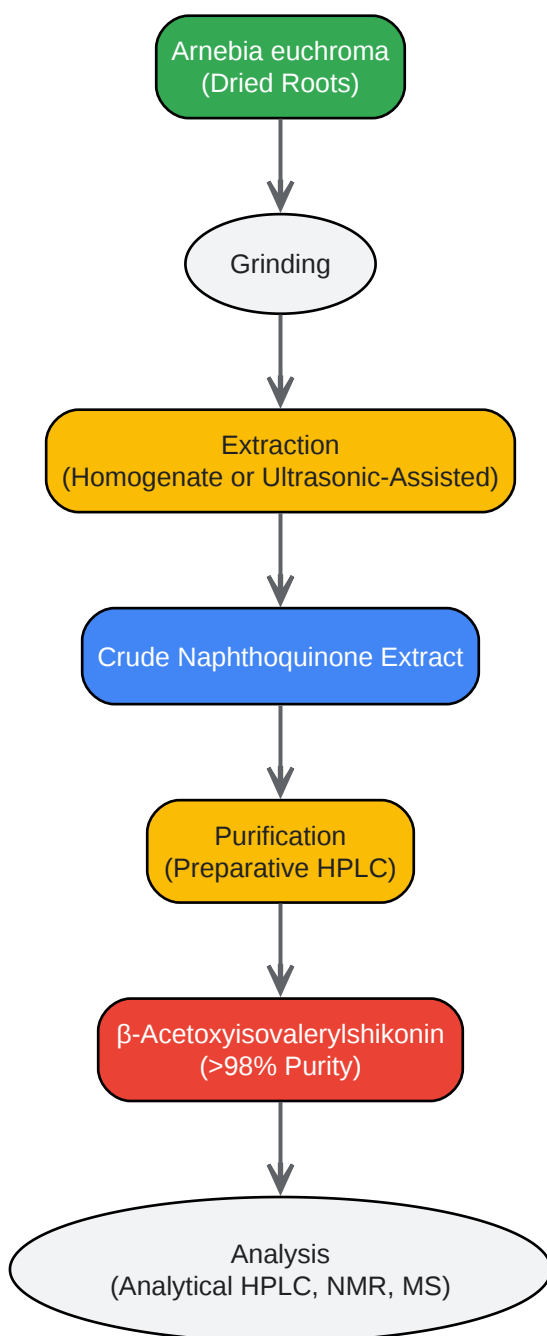 Arnebia euchroma
(Dried Roots)
Grinding
Extraction
(Homogenate or Ultrasonic-Assisted)
Crude Naphthoquinone Extract
Purification
(Preparative HPLC)
β-Acetoxyisovalerylshikonin
(>98% Purity)
Analysis
(Analytical HPLC, NMR, MS)